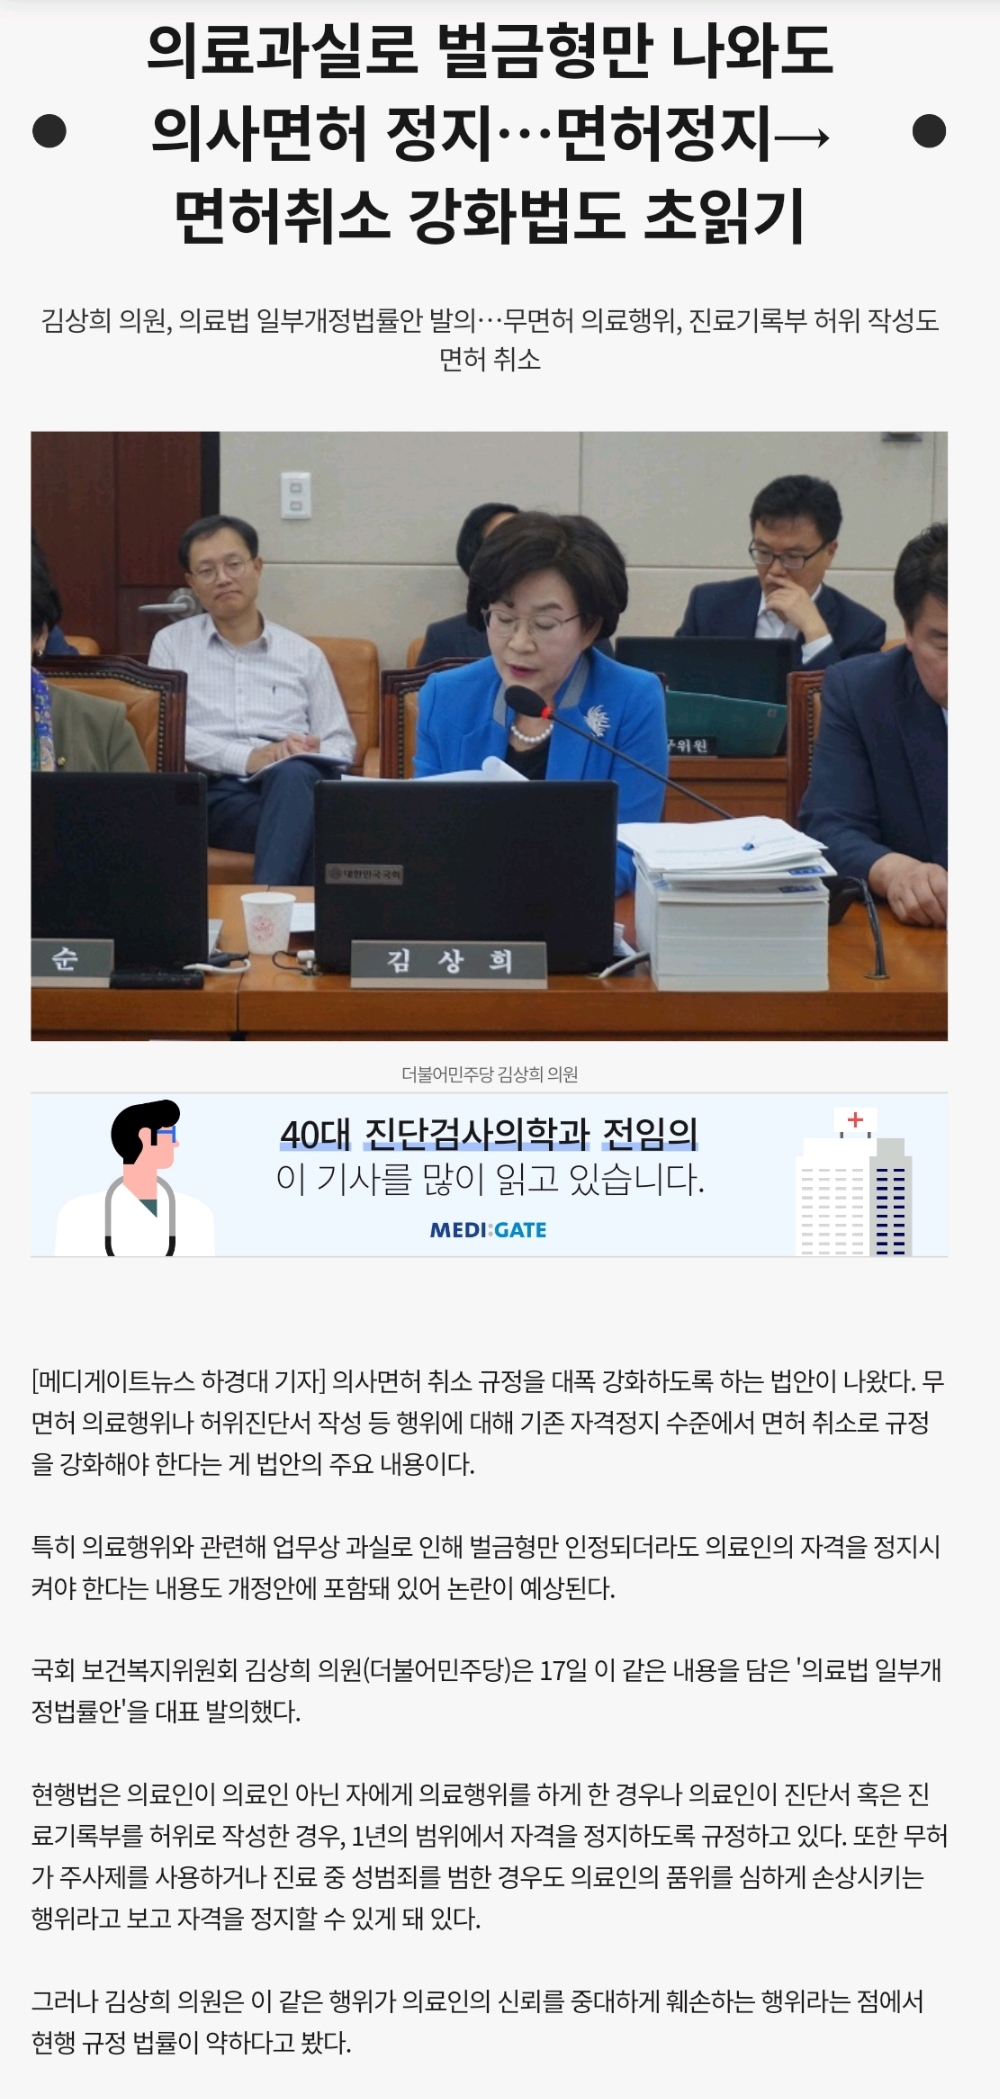 의료과실로 벌금형만 나와도
의사면허 정지…면허정지→
면허취소 강화법도 초읽기
김상희 의원, 의료법 일부개정법률안 발의…무면허 의료행위, 진료기록부 허위 작성도
면허 취소
위원
대한민국국회
순
김 상 희
더불어민주당 김상희 의원
40대 진단검사의학과 전임의
이 기사를 많이 읽고 있습니다.
MEDI:GATE
[메디게이트뉴스 하경대 기자] 의사면허 취소 규정을 대폭 강화하도록 하는 법안이 나왔다. 무
면허 의료행위나 허위진단서 작성 등 행위에 대해 기존 자격정지 수준에서 면허 취소로 규정
을 강화해야 한다는 게 법안의 주요 내용이다.
특히 의료행위와 관련해 업무상 과실로 인해 벌금형만 인정되더라도 의료인의 자격을 정지시
켜야 한다는 내용도 개정안에 포함돼 있어 논란이 예상된다.
국회 보건복지위원회 김상희 의원(더불어민주당)은 17일 이 같은 내용을 담은 '의료법 일부개
정법률안'을 대표 발의했다.
현행법은 의료인이 의료인 아닌 자에게 의료행위를 하게 한 경우나 의료인이 진단서 혹은 진
료기록부를 허위로 작성한 경우, 1년의 범위에서 자격을 정지하도록 규정하고 있다. 또한 무허
가 주사제를 사용하거나 진료 중 성범죄를 범한 경우도 의료인의 품위를 심하게 손상시키는
행위라고 보고 자격을 정지할 수 있게 돼 있다.
그러나 김상희 의원은 이 같은 행위가 의료인의 신뢰를 중대하게 훼손하는 행위라는 점에서
현행 규정 법률이 약하다고 봤다.